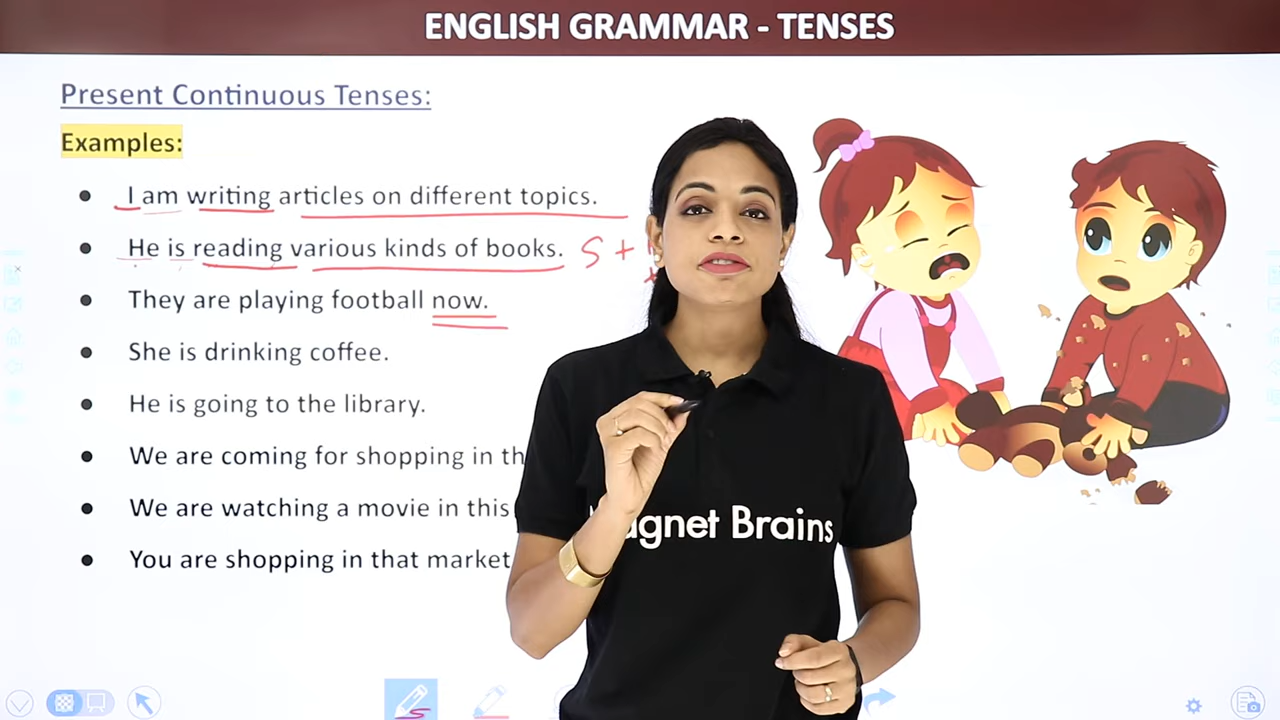 ENGLISH GRAMMAR - TENSES
Present Continuous Tenses:
Examples:
• I am writing articles on different topics.
• He is reading various kinds of books. S +
• They are playing football now.
• She is drinking coffee.
• He is going to the library.
• We are coming for shopping in
• We are watching a movie in this
• You are shopping in that market
Brains